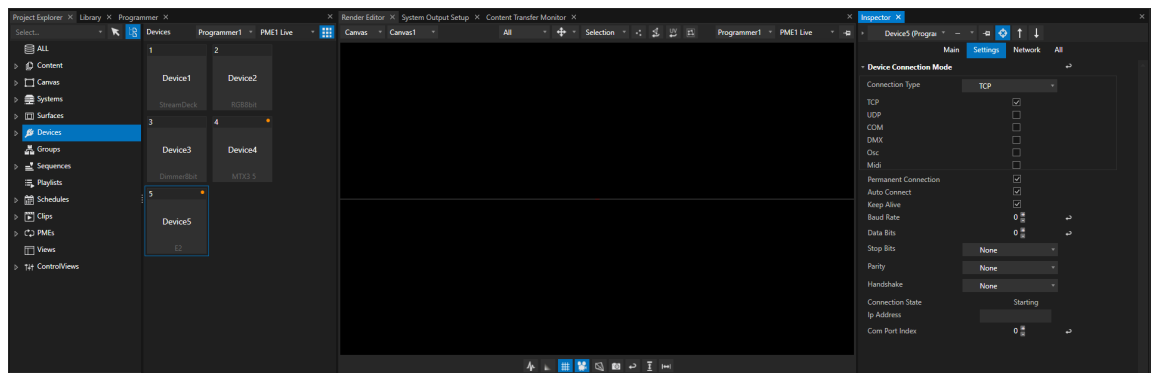 Project Explorer × Library × Programmer ×
Select...
ALL
Content
Canvas
Systems
Surfaces
Devices
Groups
Sequences
Playlists
Schedules
Clips
PMEs
Views
ControlViews
Devices Programmer1 PME1 Live
1 2
Device1 Device2
StreamDeck RGB8bit
3 4
Device3 Device4
Dimmer8bit MTX3 5
5
Device5
E2
Render Editor × System Output Setup × Content Transfer Monitor ×
Canvas Canvas1 All Selection UV Programmer1 PME1 Live
Inspector ×
Device5 (Progra
Main Settings Network All
Device Connection Mode
Connection Type TCP
TCP
UDP
COM
DMX
Osc
Midi
Permanent Connection
Auto Connect
Keep Alive
Baud Rate 0
Data Bits 0
Stop Bits None
Parity None
Handshake None
Connection State Starting
Ip Address
Com Port Index 0